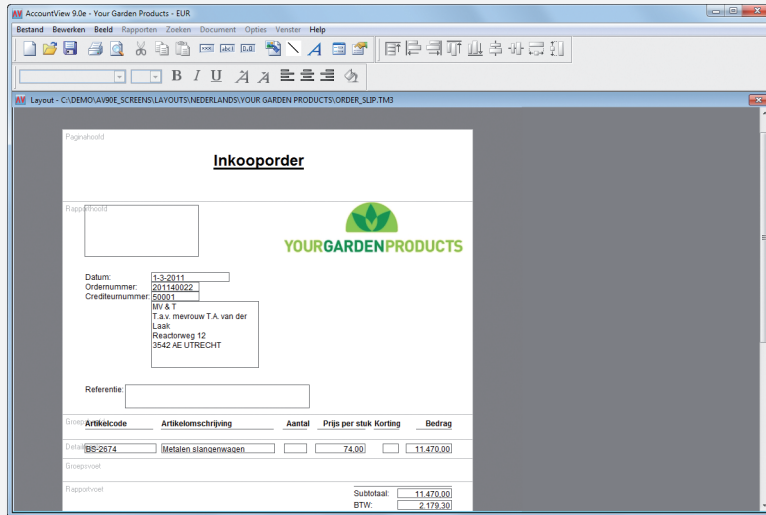 AccountView 9.0e - Your Garden Products - EUR
Bestand Bewerken Beeld Rapporten Zoeken Document Opties Venster Help
B I U A A
Layout - C:\DEMO\AV90E_SCREENS\LAYOUTS\NEDERLANDS\YOUR GARDEN PRODUCTS\ORDER_SLIP.TM3
Paginahoofd
Inkooporder
Rapporthoofd
YOURGARDENPRODUCTS
Datum: 1-3-2011
Ordernummer: 201140022
Crediteurnummer: 50001
MV & T
T.a.v. mevrouw T.A. van der
Laak
Reactorweg 12
3542 AE UTRECHT
Referentie:
Artikelcode Artikelomschrijving Aantal Prijs per stuk Korting Bedrag
BS-2674 Metalen slangenwagen 74,00 11.470,00
Groepsvoet
Rapportvoet
Subtotaal: 11.470,00
BTW: 2.179,30